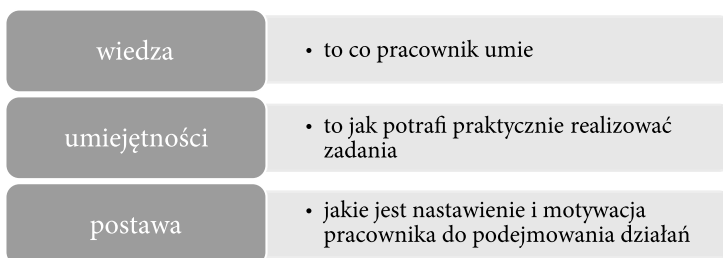 wiedza
• to co pracownik umie
umiejętności
• to jak potrafi praktycznie realizować
zadania
postawa
• jakie jest nastawienie i motywacja
pracownika do podejmowania działań